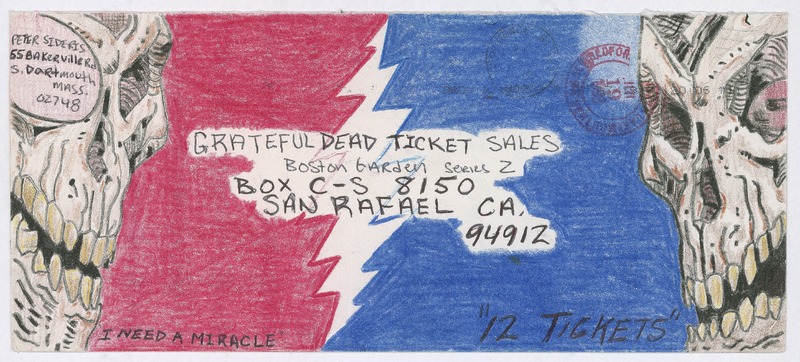 PETER SIDERIS
55 BAKerville Rd
S. DARTMOUTH
MASS.
02748
GRATEFUL DEAD TICKET SALES
BOSTON GARDEN SERIES 2
BOX C-S 8150
SAN RAFAEL CA.
94912
"I NEED A MIRACLE"
"12 TICKETS"